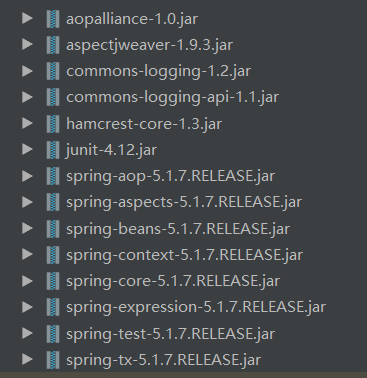 aopalliance-1.0.jar
aspectjweaver-1.9.3.jar
commons-logging-1.2.jar
commons-logging-api-1.1.jar
hamcrest-core-1.3.jar
junit-4.12.jar
spring-aop-5.1.7.RELEASE.jar
spring-aspects-5.1.7.RELEASE.jar
spring-beans-5.1.7.RELEASE.jar
spring-context-5.1.7.RELEASE.jar
spring-core-5.1.7.RELEASE.jar
spring-expression-5.1.7.RELEASE.jar
spring-test-5.1.7.RELEASE.jar
spring-tx-5.1.7.RELEASE.jar